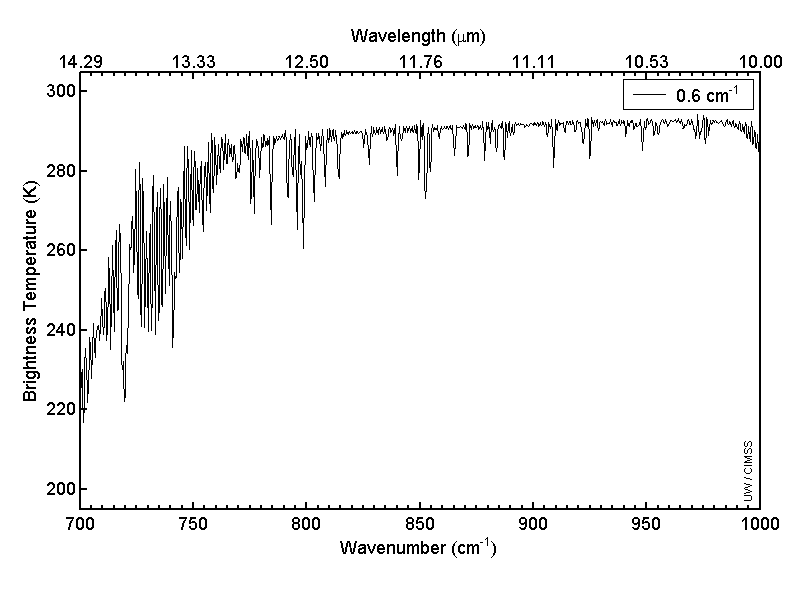 Wavelength (μm)
14.29 13.33 12.50 11.76 11.11 10.53 10.00
0.6 cm⁻¹
300
280
260
240
220
200
Brightness Temperature (K)
UW / CIMSS
700 750 800 850 900 950 1000
Wavenumber (cm⁻¹)